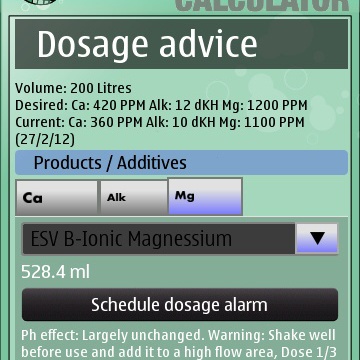 CALCULATOR
Dosage advice
Volume: 200 Litres
Desired: Ca: 420 PPM Alk: 12 dKH Mg: 1200 PPM
Current: Ca: 360 PPM Alk: 10 dKH Mg: 1100 PPM
(27/2/12)
Products / Additives
Ca Alk Mg
ESV B-Ionic Magnessium
528.4 ml
Schedule dosage alarm
Ph effect: Largely unchanged. Warning: Shake well
before use and add it to a high flow area, Dose 1/3